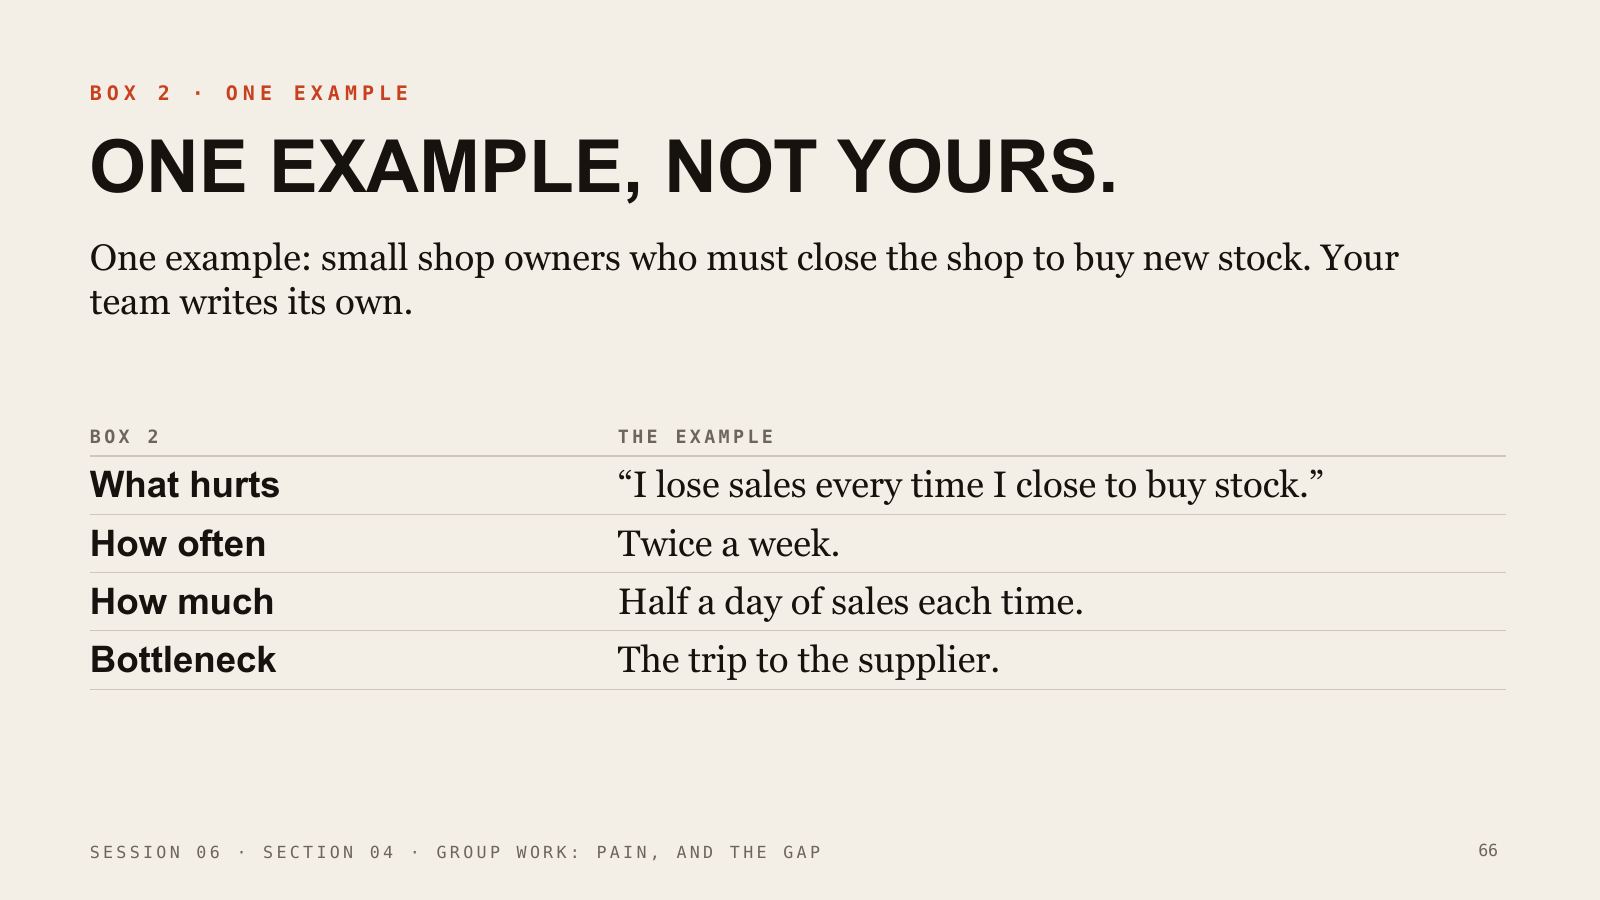 BOX 2 · ONE EXAMPLE
ONE EXAMPLE, NOT YOURS.
One example: small shop owners who must close the shop to buy new stock. Your
team writes its own.
BOX 2 THE EXAMPLE
What hurts “I lose sales every time I close to buy stock.”
How often Twice a week.
How much Half a day of sales each time.
Bottleneck The trip to the supplier.
SESSION 06 · SECTION 04 · GROUP WORK: PAIN, AND THE GAP 66